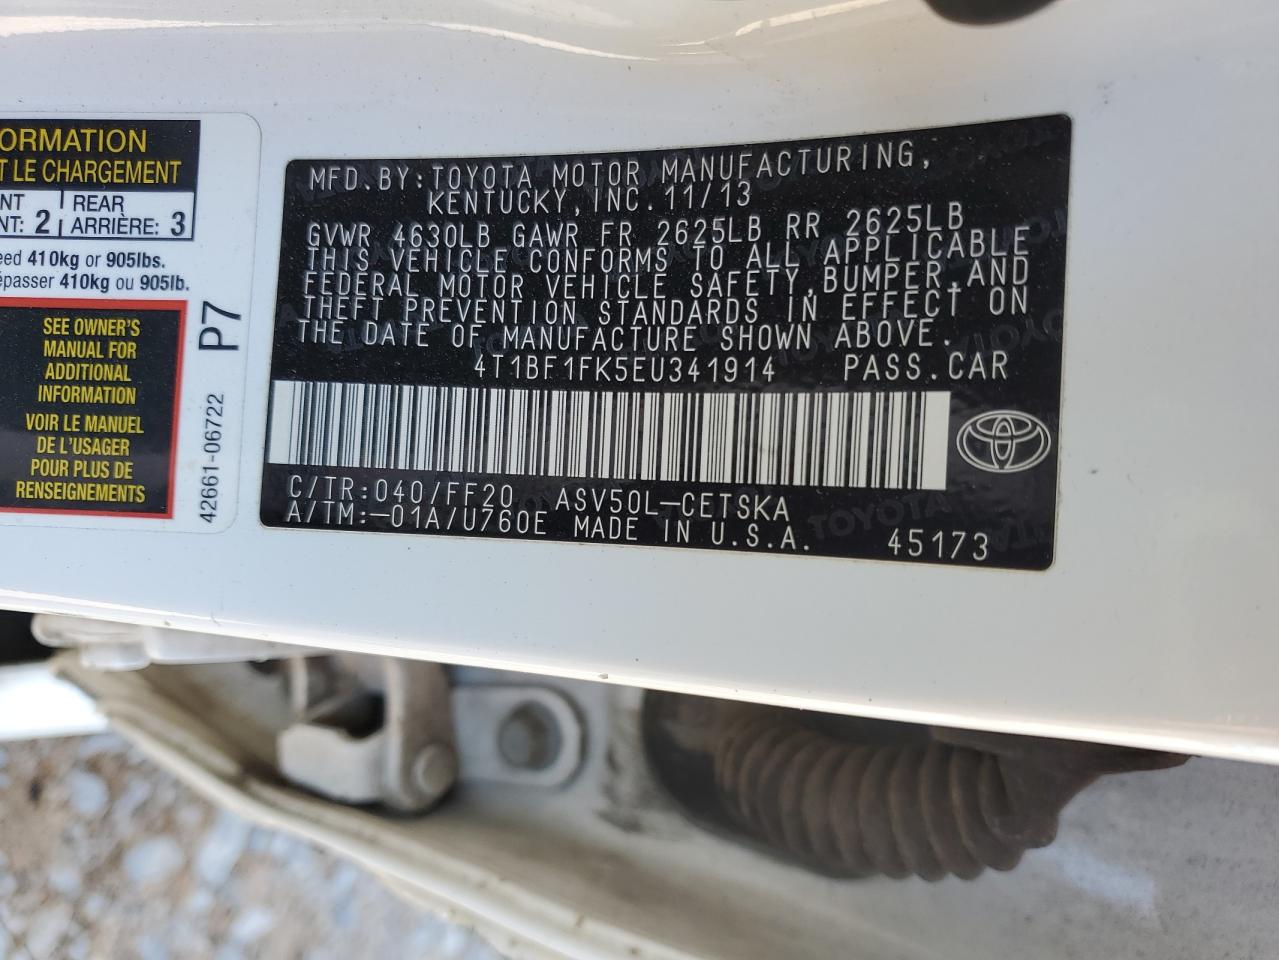 ORMATION
T LE CHARGEMENT
NT 2 REAR 3
NT: ARRIÈRE:
eed 410kg or 905lbs.
épasser 410kg ou 905lb.
SEE OWNER'S
MANUAL FOR
ADDITIONAL
INFORMATION
VOIR LE MANUEL
DE L'USAGER
POUR PLUS DE
RENSEIGNEMENTS
42661-06722 P7
MFD.BY:TOYOTA MOTOR MANUFACTURING,
KENTUCKY,INC.11/13
GVWR 4630LB GAWR FR 2625LB RR 2625LB
THIS VEHICLE CONFORMS TO ALL APPLICABLE
FEDERAL MOTOR VEHICLE SAFETY,BUMPER,AND
THEFT PREVENTION STANDARDS IN EFFECT ON
THE DATE OF MANUFACTURE SHOWN ABOVE.
4T1BF1FK5EU341914 PASS.CAR
C/TR:040/FF20 ASV50L-CETSKA
A/TM:-01A/U760E MADE IN U.S.A. 45173